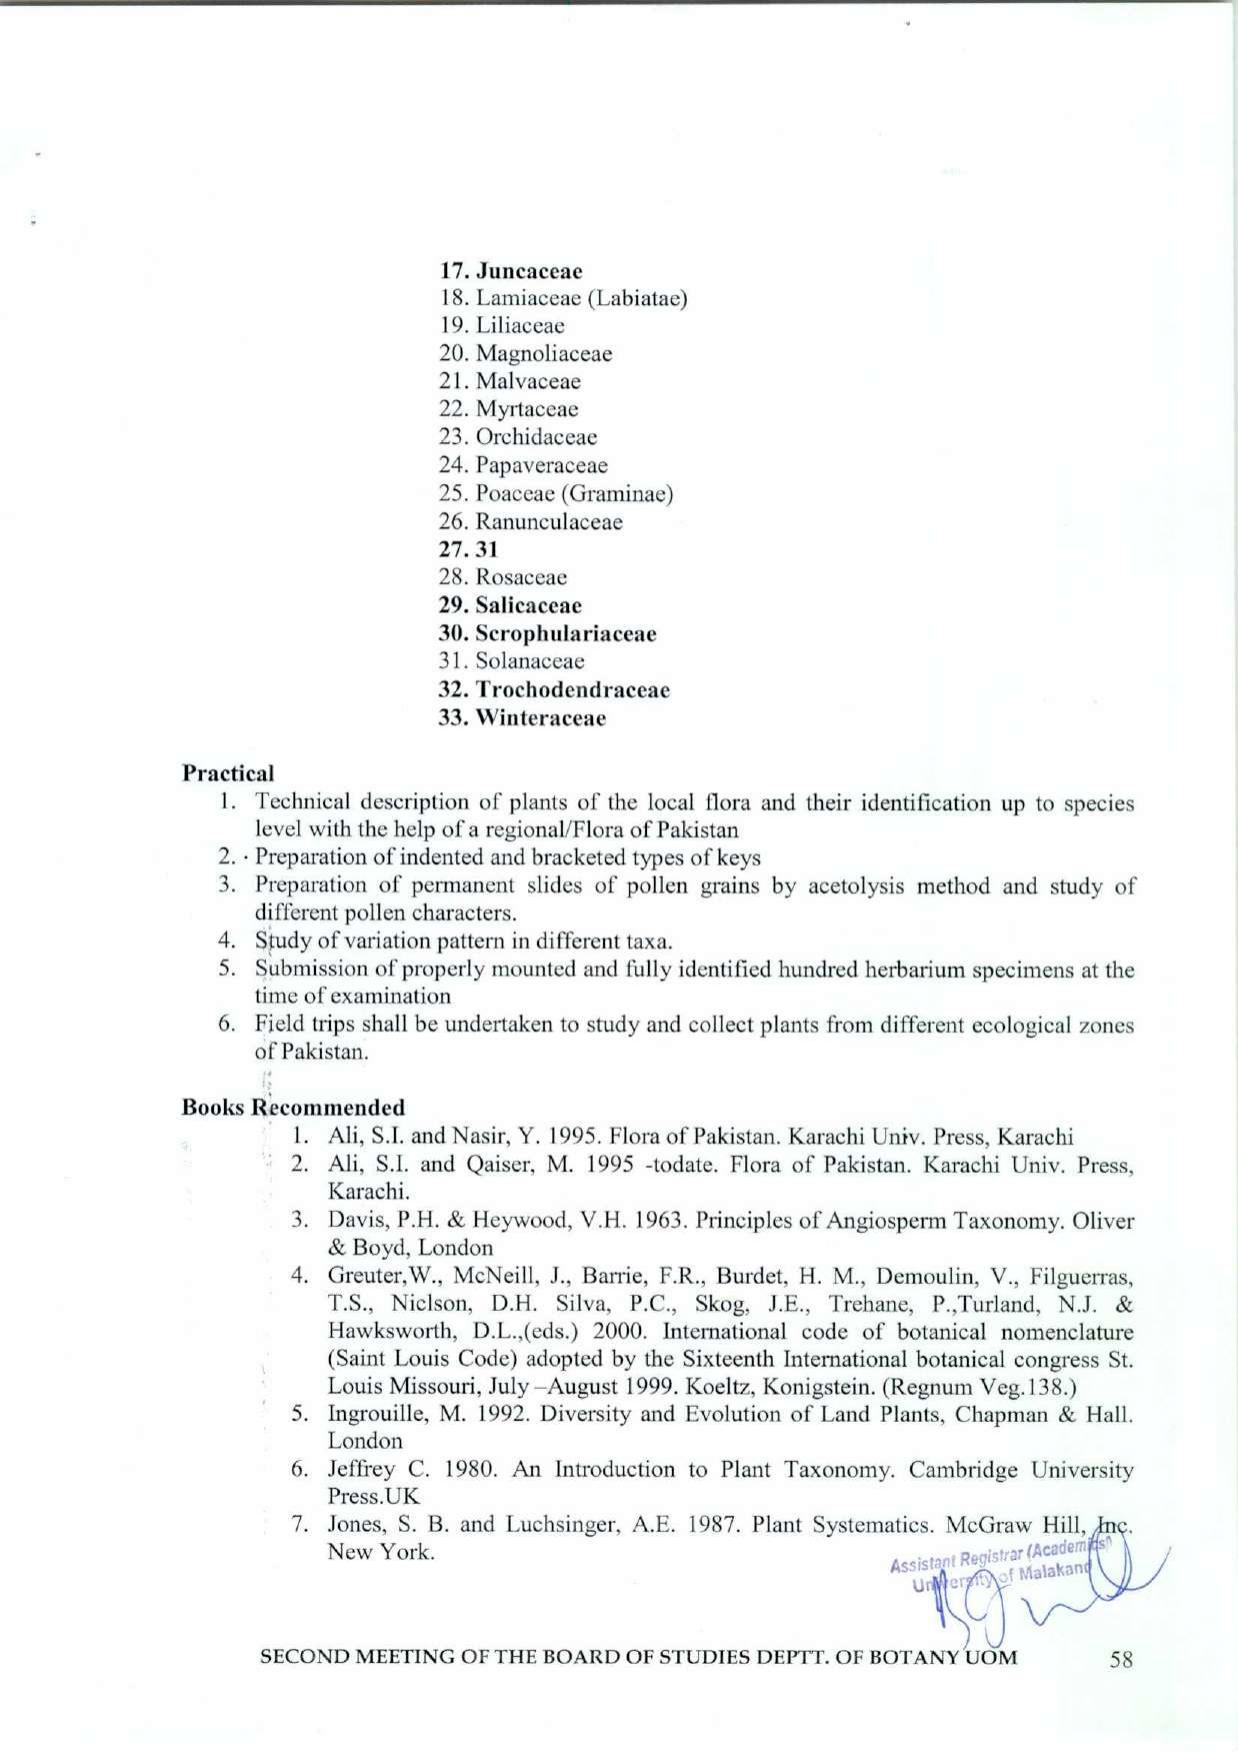 17. Juncaceae
18. Lamiaceae (Labiatae)
19. Liliaceae
20. Magnoliaceae
21. Malvaceae
22. Myrtaceae
23. Orchidaceae
24. Papaveraceae
25. Poaceae (Graminae)
26. Ranunculaceae
27. 31
28. Rosaceae
29. Salicaceae
30. Scrophulariaceae
31. Solanaceae
32. Trochodendraceae
33. Winteraceae
Practical
1. Technical description of plants of the local flora and their identification up to species
level with the help of a regional/Flora of Pakistan
2. Preparation of indented and bracketed types of keys
3. Preparation of permanent slides of pollen grains by acetolysis method and study of
different pollen characters.
4. Study of variation pattern in different taxa.
5. Submission of properly mounted and fully identified hundred herbarium specimens at the
time of examination
6. Field trips shall be undertaken to study and collect plants from different ecological zones
of Pakistan.
Books Recommended
1. Ali, S.I. and Nasir, Y. 1995. Flora of Pakistan. Karachi Univ. Press, Karachi
2. Ali, S.I. and Qaiser, M. 1995 -todate. Flora of Pakistan. Karachi Univ. Press,
Karachi.
3. Davis, P.H. & Heywood, V.H. 1963. Principles of Angiosperm Taxonomy. Oliver
& Boyd, London
4. Greuter,W., McNeill, J., Barrie, F.R., Burdet, H. M., Demoulin, V., Filguerras,
T.S., Niclson, D.H. Silva, P.C., Skog, J.E., Trehane, P.,Turland, N.J. &
Hawksworth, D.L.,(eds.) 2000. International code of botanical nomenclature
(Saint Louis Code) adopted by the Sixteenth International botanical congress St.
Louis Missouri, July –August 1999. Koeltz, Konigstein. (Regnum Veg.138.)
5. Ingrouille, M. 1992. Diversity and Evolution of Land Plants, Chapman & Hall.
London
6. Jeffrey C. 1980. An Introduction to Plant Taxonomy. Cambridge University
Press.UK
7. Jones, S. B. and Luchsinger, A.E. 1987. Plant Systematics. McGraw Hill, Inc.
New York.
Assistant Registrar (Academics)
University of Malakand
SECOND MEETING OF THE BOARD OF STUDIES DEPTT. OF BOTANY UOM 58